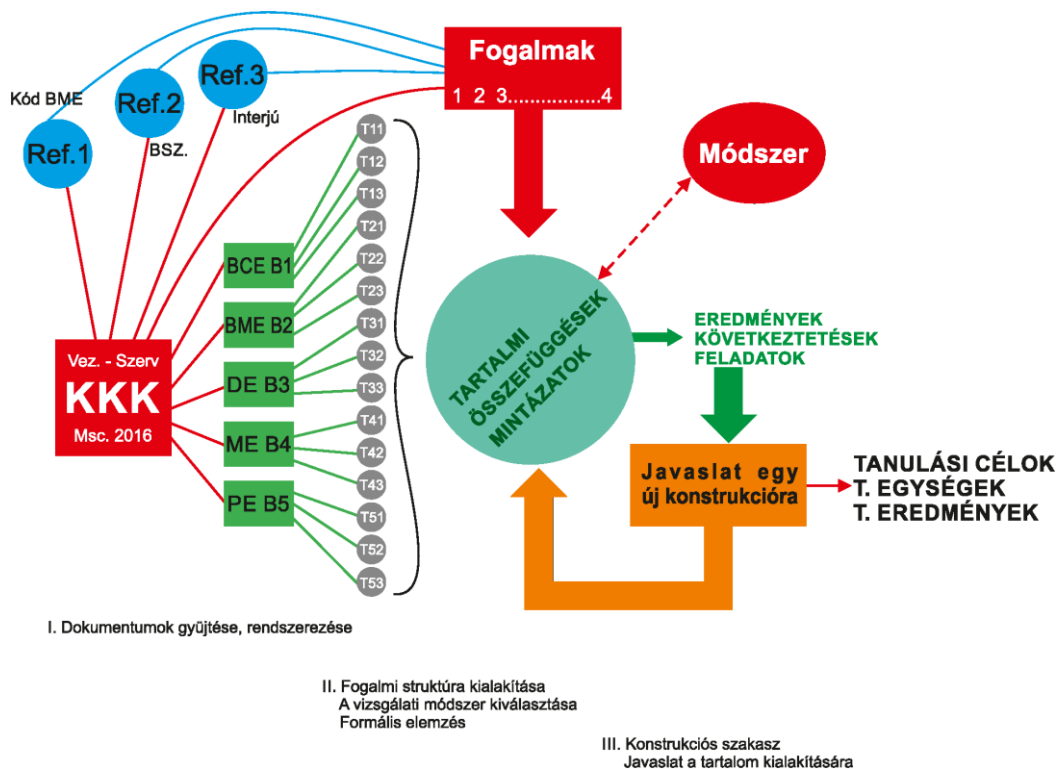 Fogalmak
1 2 3................4
Ref.3
Ref.2
Kód BME
Interjú
BSZ.
Ref.1
Módszer
T11
T12
T13
T21
T22
T23
T31
T32
T33
T41
T42
T43
T51
T52
T53
BCE B1
BME B2
DE B3
ME B4
PE B5
Vez. - Szerv
KKK
Msc. 2016
TARTALMI
ÖSSZEFÜGGÉSEK
MINTÁZATOK
EREDMÉNYEK
KÖVETKEZTETÉSEK
FELADATOK
Javaslat egy
új konstrukcióra
TANULÁSI CÉLOK
T. EGYSÉGEK
T. EREDMÉNYEK
I. Dokumentumok gyűjtése, rendszerezése
II. Fogalmi struktúra kialakítása
A vizsgálati módszer kiválasztása
Formális elemzés
III. Konstrukciós szakasz
Javaslat a tartalom kialakítására